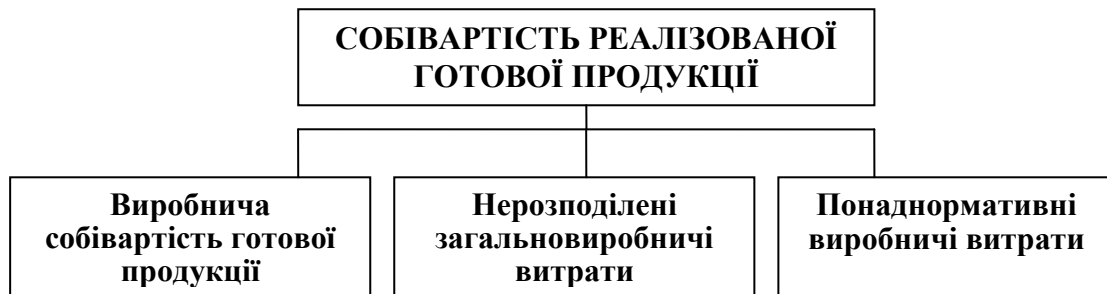 СОБІВАРТІСТЬ РЕАЛІЗОВАНОЇ
ГОТОВОЇ ПРОДУКЦІЇ
Виробнича
собівартість готової
продукції
Нерозподілені
загальновиробничі
витрати
Понаднормативні
виробничі витрати